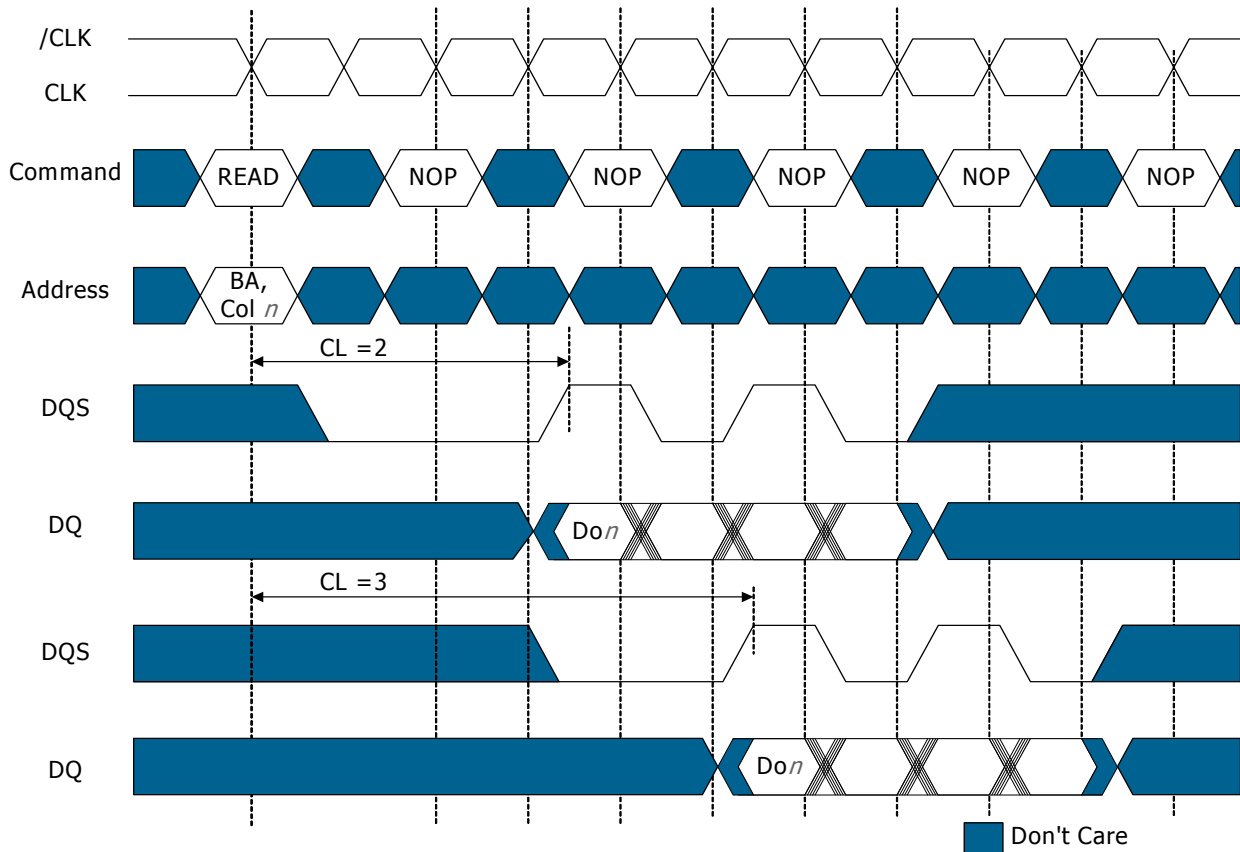 /CLK
CLK
Command
READ NOP NOP NOP NOP NOP
Address
BA,
Col n
CL =2
DQS
DQ
Don
CL =3
DQS
DQ
Don
Don't Care